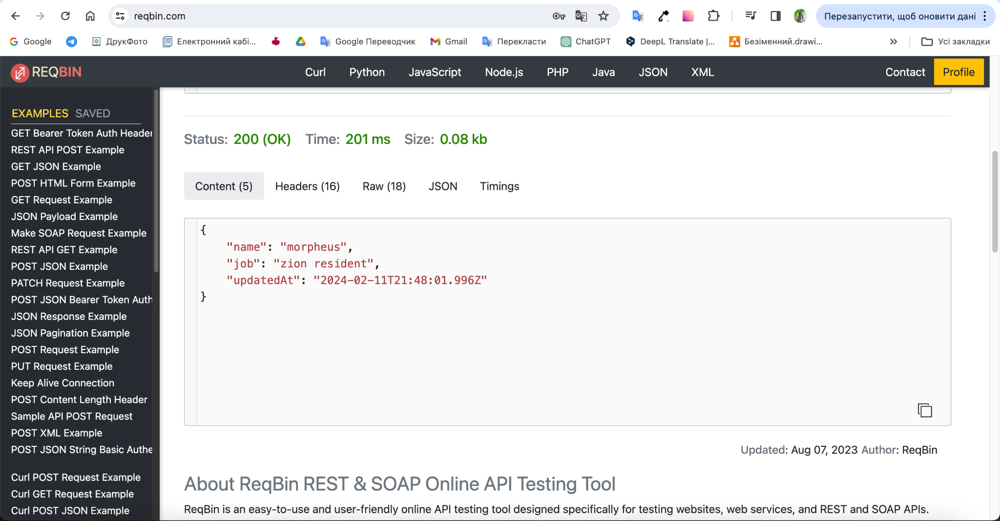 reqbin.com
Перезапустити, щоб оновити дані
Google ДрукФото Електронний кабі... Google Переводчик Gmail Перекласти ChatGPT DeepL Translate |... Безіменний.drawi... » Усі закладки
REQBIN Curl Python JavaScript Node.js PHP Java JSON XML Contact Profile
EXAMPLES SAVED
GET Bearer Token Auth Header
REST API POST Example
GET JSON Example
POST HTML Form Example
GET Request Example
JSON Payload Example
Make SOAP Request Example
REST API GET Example
POST JSON Example
PATCH Request Example
POST JSON Bearer Token Auth
JSON Response Example
JSON Pagination Example
POST Request Example
PUT Request Example
Keep Alive Connection
POST Content Length Header
Sample API POST Request
POST XML Example
POST JSON String Basic Authe
Curl POST Request Example
Curl GET Request Example
Curl POST JSON Example
Status: 200 (OK) Time: 201 ms Size: 0.08 kb
Content (5) Headers (16) Raw (18) JSON Timings
{
"name": "morpheus",
"job": "zion resident",
"updatedAt": "2024-02-11T21:48:01.996Z"
}
Updated: Aug 07, 2023 Author: ReqBin
About ReqBin REST & SOAP Online API Testing Tool
ReqBin is an easy-to-use and user-friendly online API testing tool designed specifically for testing websites, web services, and REST and SOAP APIs.